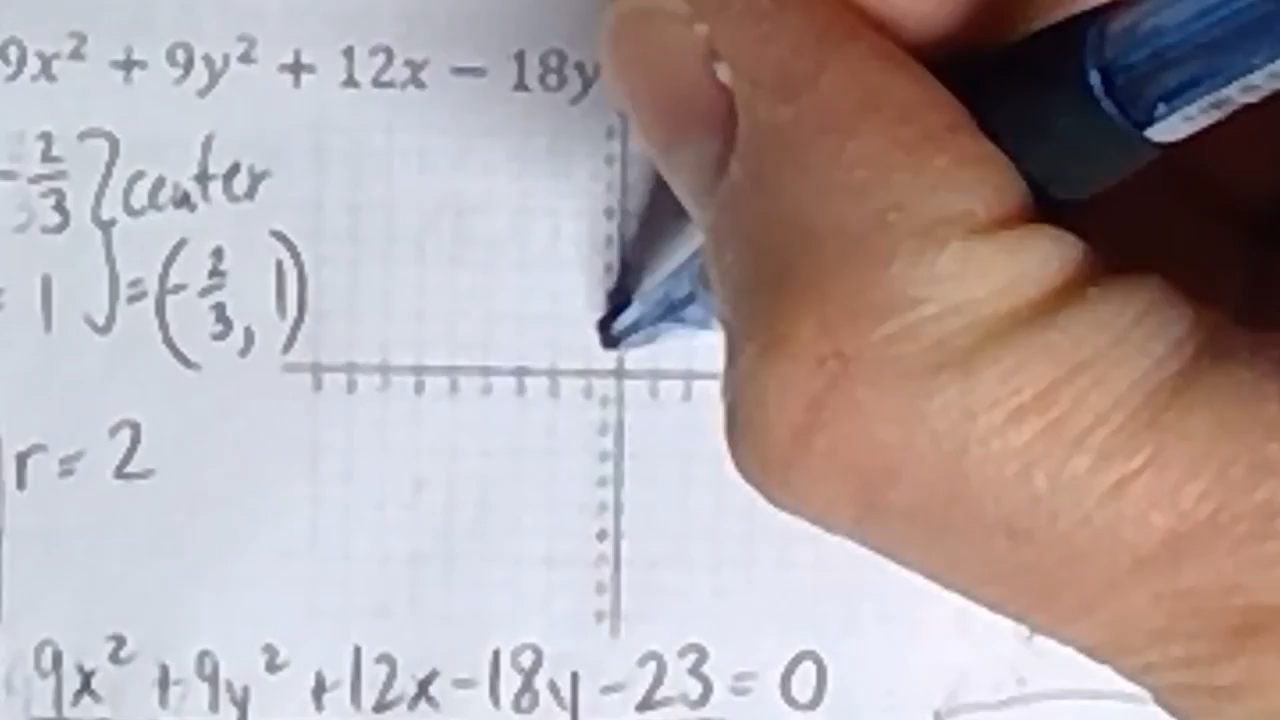 9x² + 9y² + 12x − 18y
-2/3 } center
= 1 } = (-2/3, 1)
r = 2
9x² + 9y² + 12x - 18y - 23 = 0